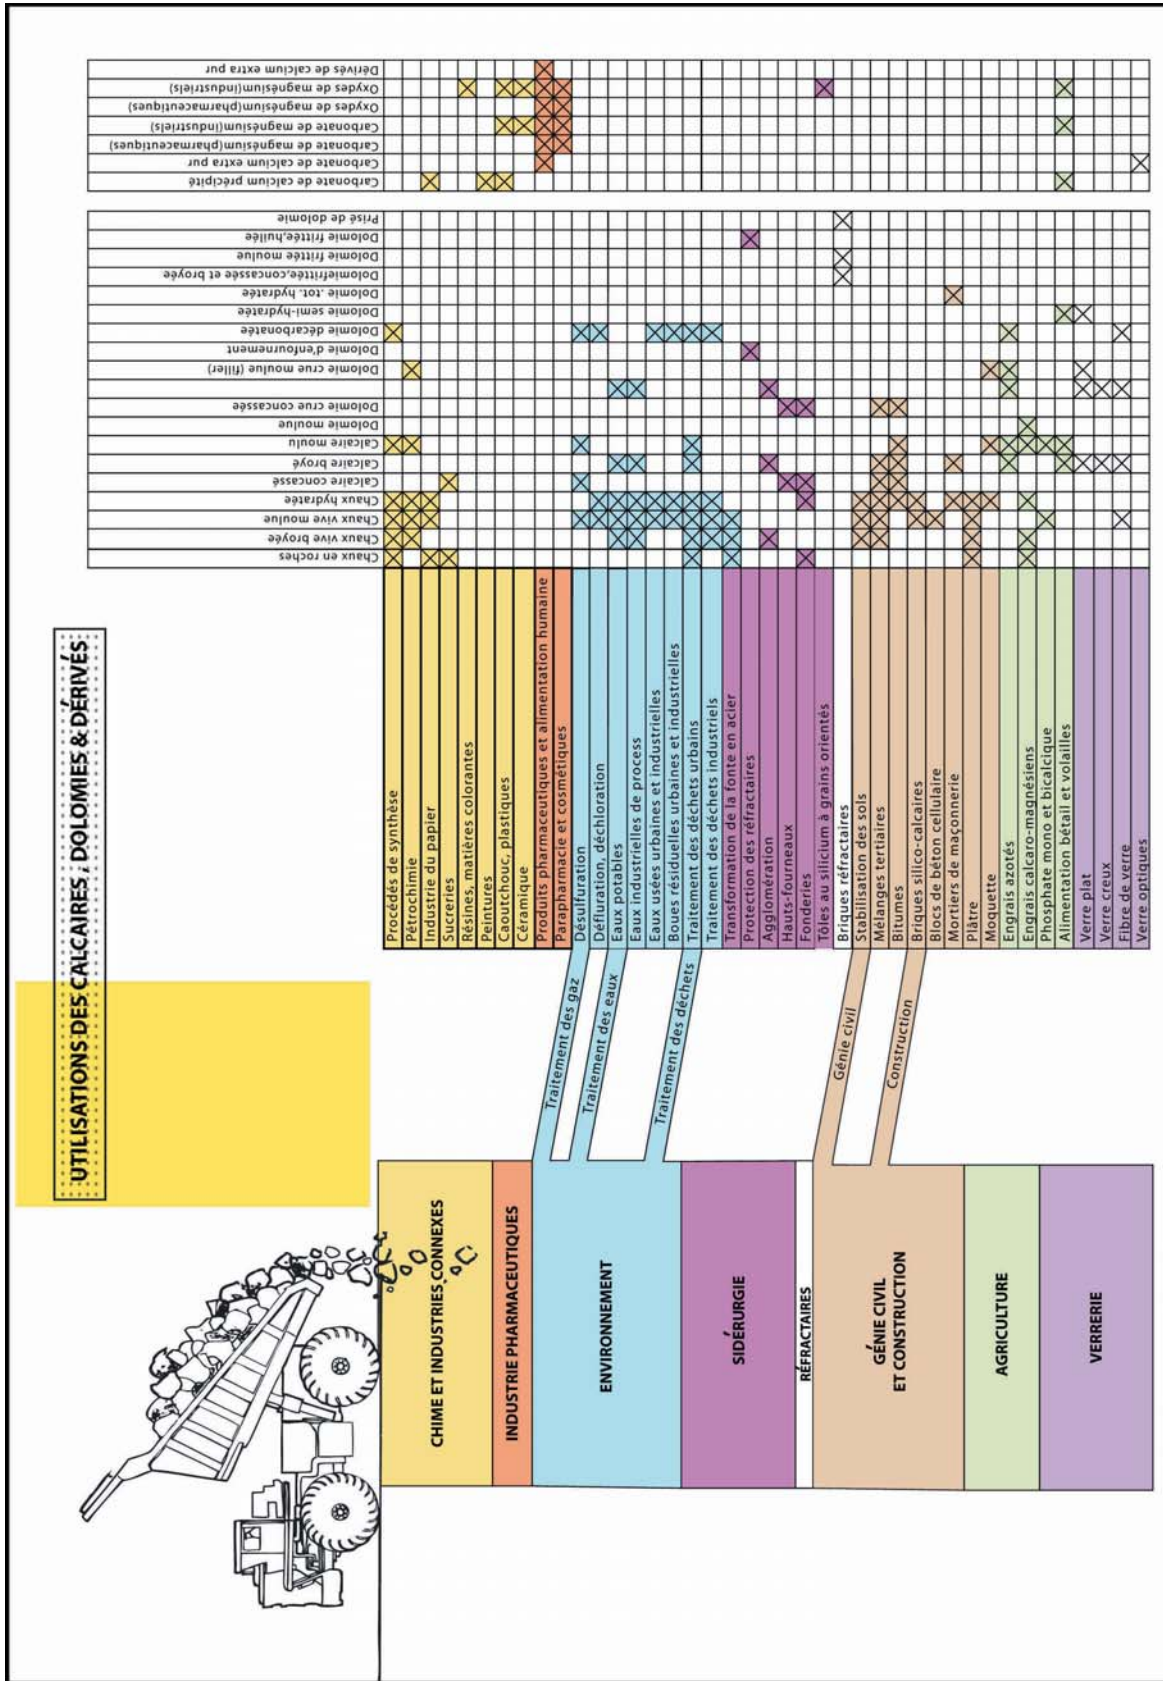 UTILISATIONS DES CALCAIRES, DOLOMIES & DÉRIVÉS
CHIME ET INDUSTRIES CONNEXES
INDUSTRIE PHARMACEUTIQUES
ENVIRONNEMENT
SIDÉRURGIE
RÉFRACTAIRES
GÉNIE CIVIL
ET CONSTRUCTION
AGRICULTURE
VERRERIE
Traitement des gaz
Traitement des eaux
Traitement des déchets
Génie civil
Construction
Procédés de synthèse
Pétrochimie
Industrie du papier
Sucreries
Résines, matières colorantes
Peintures
Caoutchouc, plastiques
Céramique
Produits pharmaceutiques et alimentation humaine
Parapharmacie et cosmétiques
Désulfuration
Défluration, déchloration
Eaux potables
Eaux industrielles de process
Eaux usées urbaines et industrielles
Boues résiduelles urbaines et industrielles
Traitement des déchets urbains
Traitement des déchets industriels
Transformation de la fonte en acier
Protection des réfractaires
Agglomération
Hauts-fourneaux
Fonderies
Tôles au silicium à grains orientés
Briques réfractaires
Stabilisation des sols
Mélanges tertiaires
Bitumes
Briques silico-calcaires
Blocs de béton cellulaire
Mortiers de maçonnerie
Plâtre
Moquette
Engrais azotés
Engrais calcaro-magnésiens
Phosphate mono et bicalcique
Alimentation bétail et volailles
Verre plat
Verre creux
Fibre de verre
Verre optiques
Chaux en roches
Chaux vive broyée
Chaux vive moulue
Chaux hydratée
Calcaire concassé
Calcaire broyé
Calcaire moulu
Dolomie moulue
Dolomie crue concassée
Dolomie crue moulue (filler)
Dolomie d'enfournement
Dolomie décarbonatée
Dolomie semi-hydratée
Dolomie .tot. hydratée
Dolomiefrittée,concassée et broyée
Dolomie frittée moulue
Dolomie frittée,huilée
Prisé de dolomie
Carbonate de calcium précipité
Carbonate de calcium extra pur
Carbonate de magnésium(pharmaceutiques)
Carbonate de magnésium(industriels)
Oxydes de magnésium(pharmaceutiques)
Oxydes de magnésium(industriels)
Dérivés de calcium extra pur